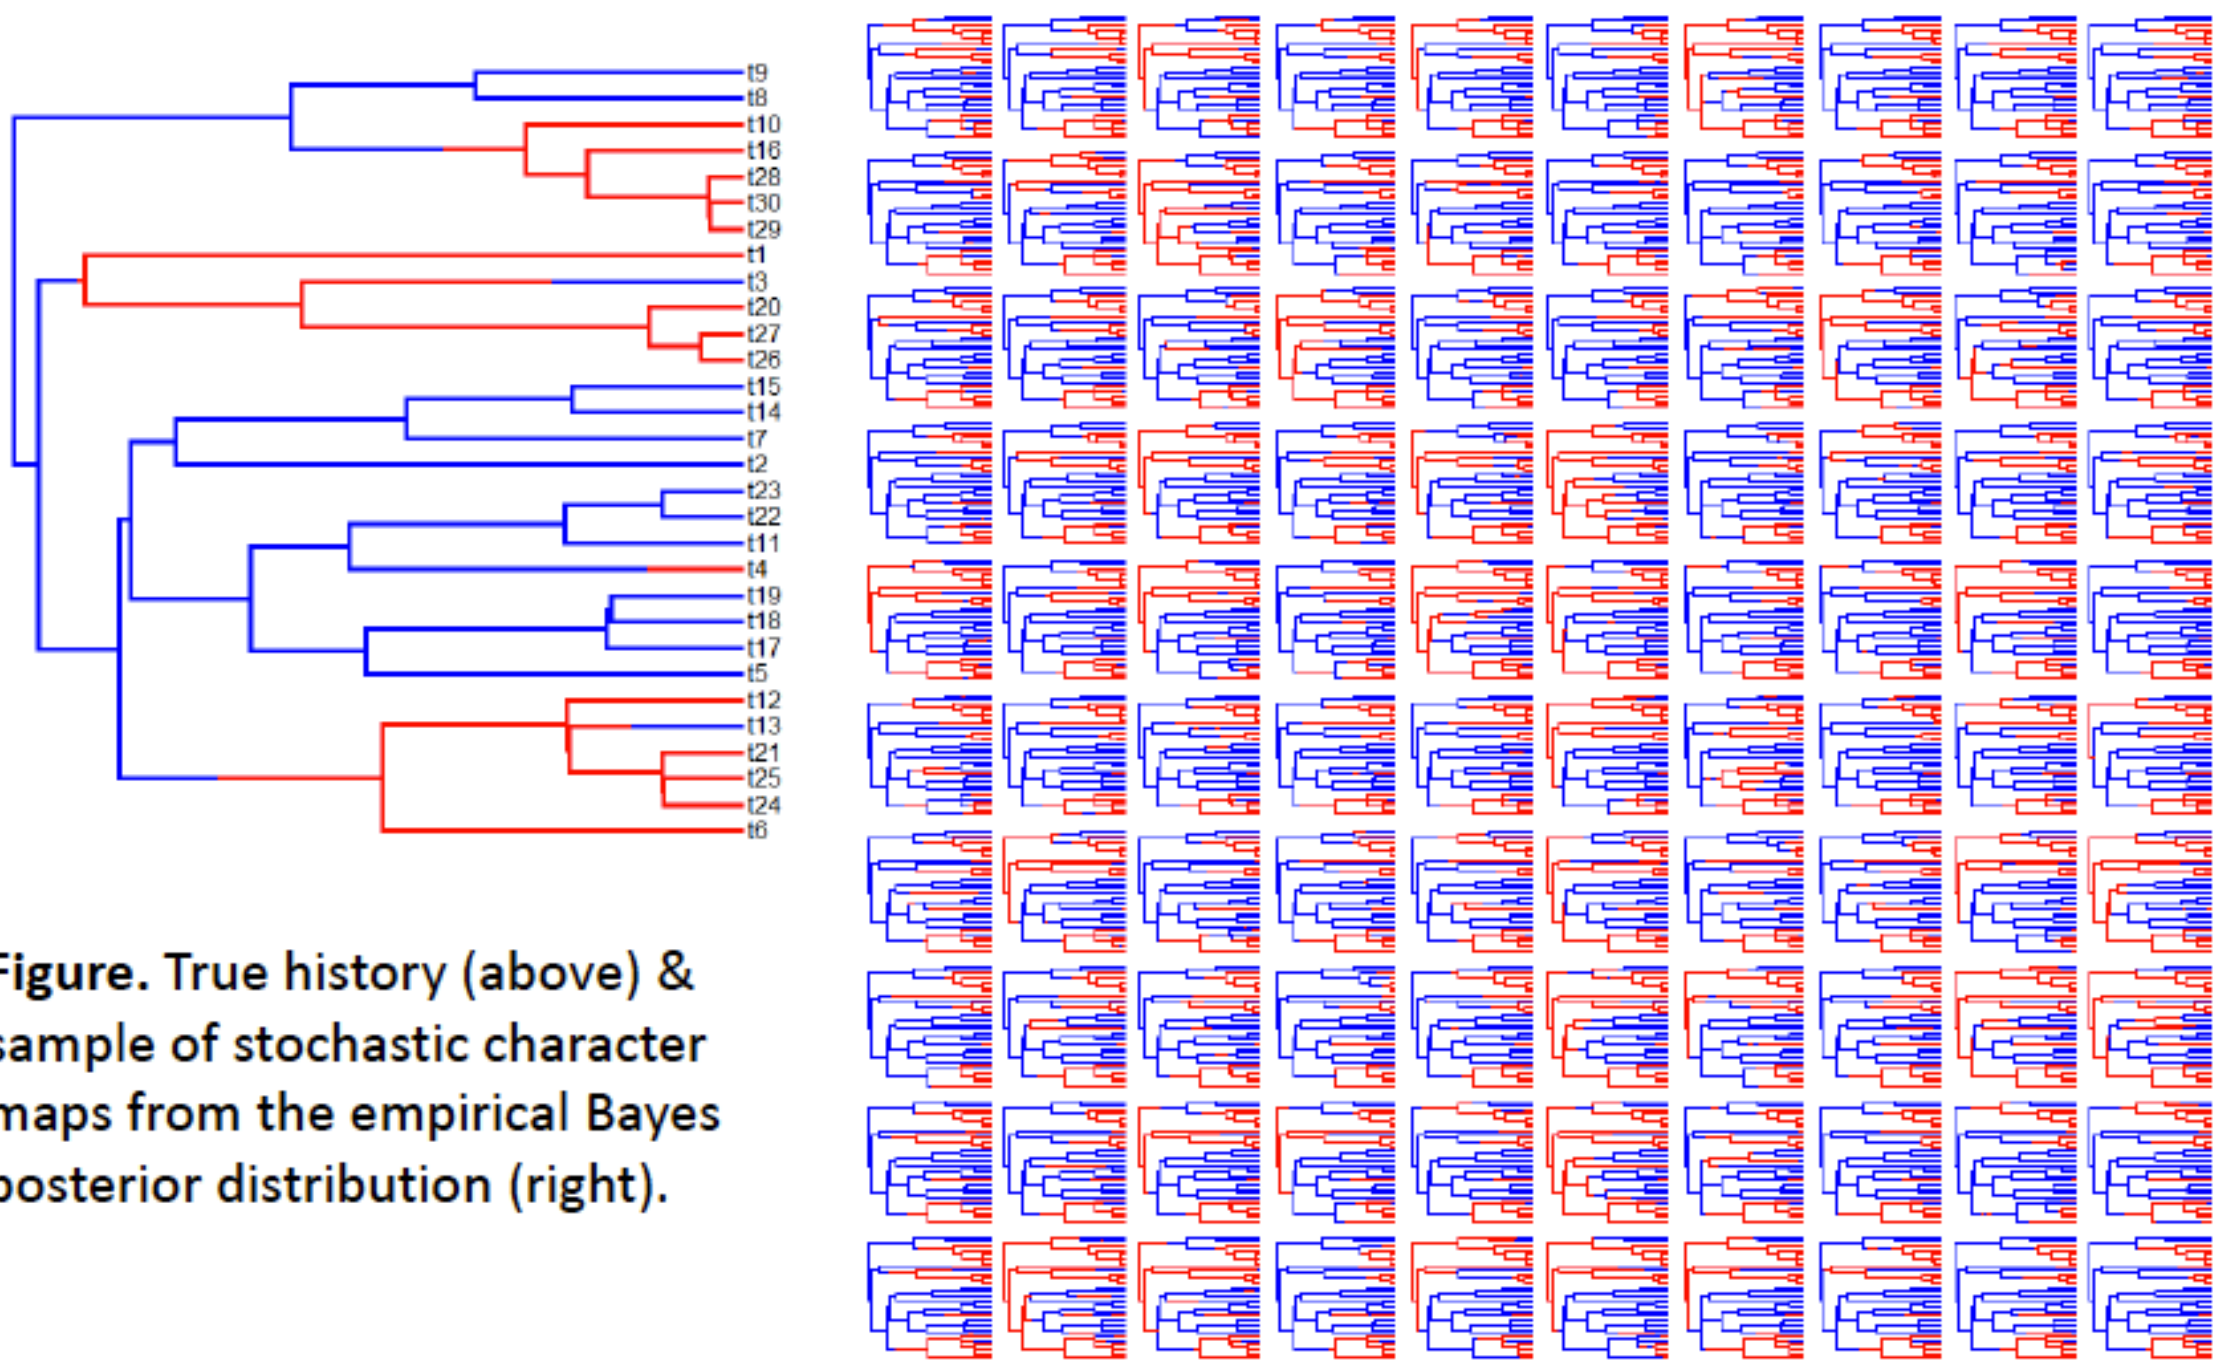 t9
t8
t10
t16
t28
t30
t29
t1
t3
t20
t27
t26
t15
t14
t7
t2
t23
t22
t11
t4
t19
t18
t17
t5
t12
t13
t21
t25
t24
t6
Figure. True history (above) &
sample of stochastic character
maps from the empirical Bayes
posterior distribution (right).